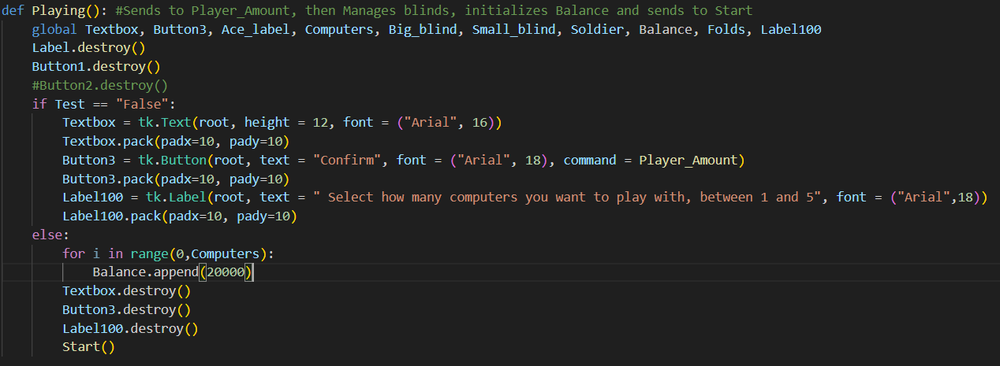 def Playing(): #Sends to Player_Amount, then Manages blinds, initializes Balance and sends to Start
    global Textbox, Button3, Ace_label, Computers, Big_blind, Small_blind, Soldier, Balance, Folds, Label100
    Label.destroy()
    Button1.destroy()
    #Button2.destroy()
    if Test == "False":
        Textbox = tk.Text(root, height = 12, font = ("Arial", 16))
        Textbox.pack(padx=10, pady=10)
        Button3 = tk.Button(root, text = "Confirm", font = ("Arial", 18), command = Player_Amount)
        Button3.pack(padx=10, pady=10)
        Label100 = tk.Label(root, text = " Select how many computers you want to play with, between 1 and 5", font = ("Arial",18))
        Label100.pack(padx=10, pady=10)
    else:
        for i in range(0,Computers):
            Balance.append(20000)
        Textbox.destroy()
        Button3.destroy()
        Label100.destroy()
        Start()